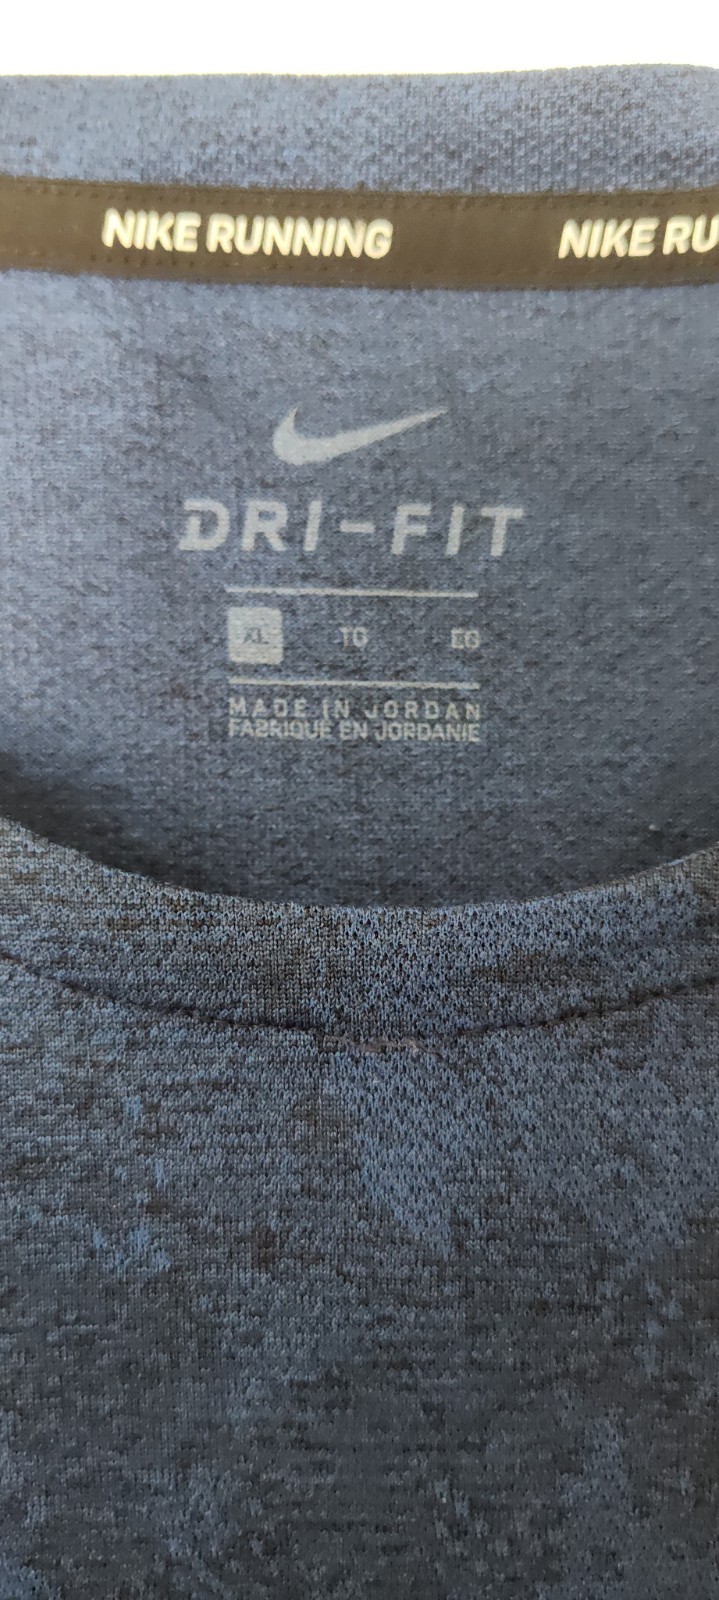 NIKE RUNNING NIKE RU
DRI-FIT
XL TG EG
MADE IN JORDAN
FABRIQUÉ EN JORDANIE